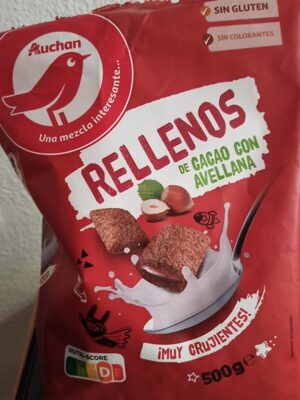 SIN GLUTEN
SIN COLORANTES
Auchan
Una mezcla interesante...
RELLENOS
DE CACAO CON
AVELLANA
¡MUY CRUJIENTES!
500g e
NUTRI-SCORE
D